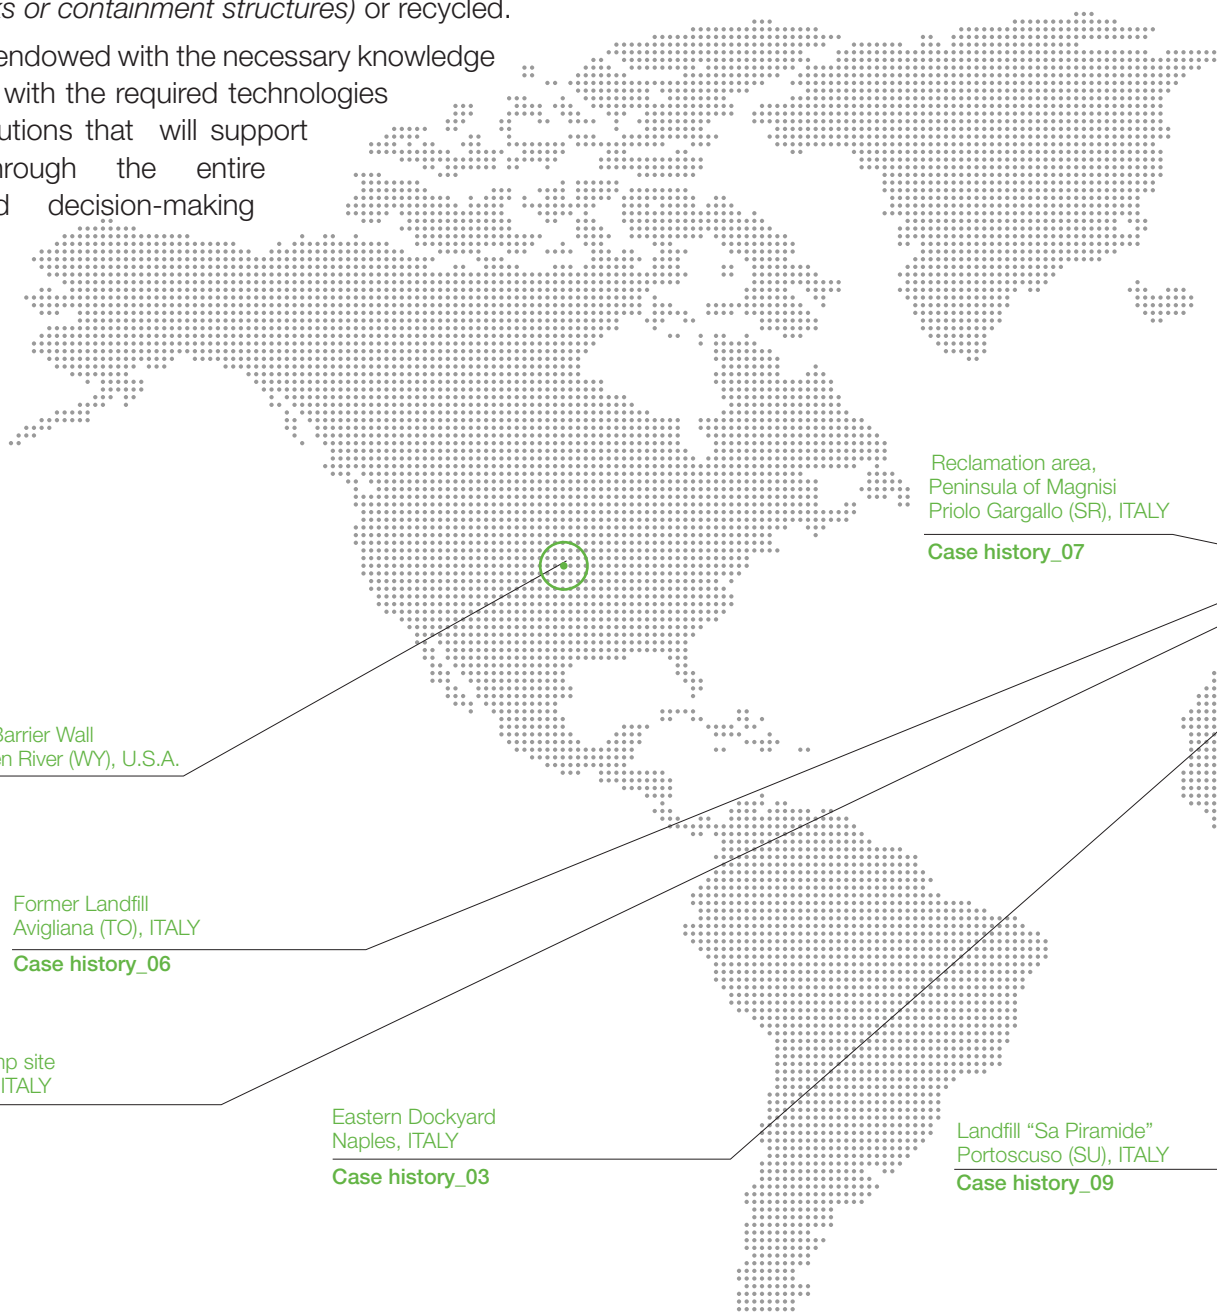 or containment structures) or recycled.
endowed with the necessary knowledge
with the required technologies
that will support
the entire
decision-making
Reclamation area,
Peninsula of Magnisi
Priolo Gargallo (SR), ITALY
Case history_07
Barrier Wall
River (WY), U.S.A.
Former Landfill
Avigliana (TO), ITALY
Case history_06
site
ITALY
Eastern Dockyard
Naples, ITALY
Case history_03
Landfill “Sa Piramide”
Portoscuso (SU), ITALY
Case history_09